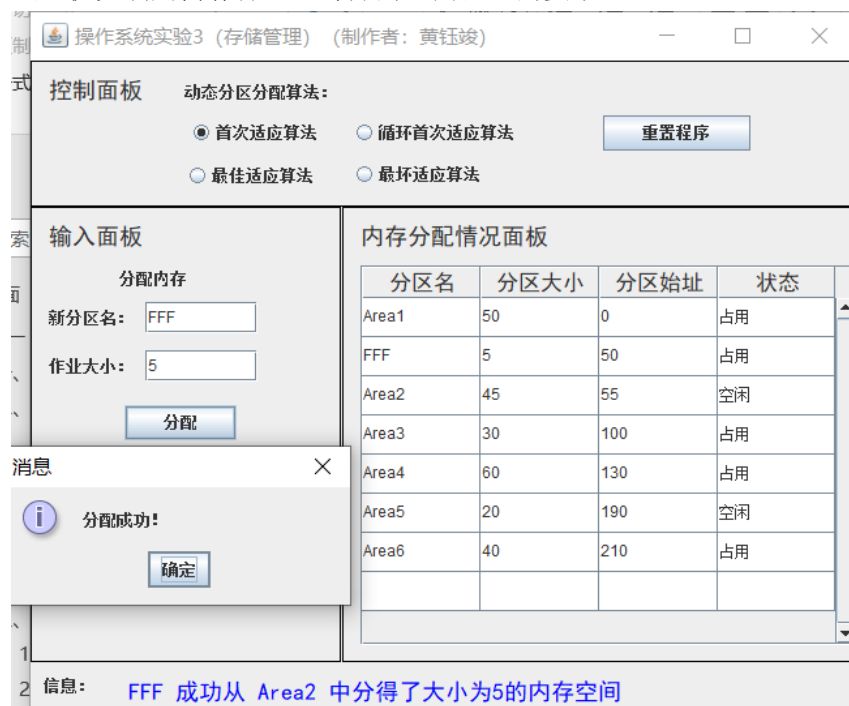 操作系统实验3（存储管理）（制作者：黄钰竣）
控制面板
动态分区分配算法：
首次适应算法
循环首次适应算法
重置程序
最佳适应算法
最坏适应算法
输入面板
分配内存
新分区名： FFF
作业大小： 5
分配
内存分配情况面板
分区名 分区大小 分区始址 状态
Area1 50 0 占用
FFF 5 50 占用
Area2 45 55 空闲
Area3 30 100 占用
Area4 60 130 占用
Area5 20 190 空闲
Area6 40 210 占用
消息
分配成功！
确定
信息： FFF 成功从 Area2 中分得了大小为5的内存空间
式
索
1
2